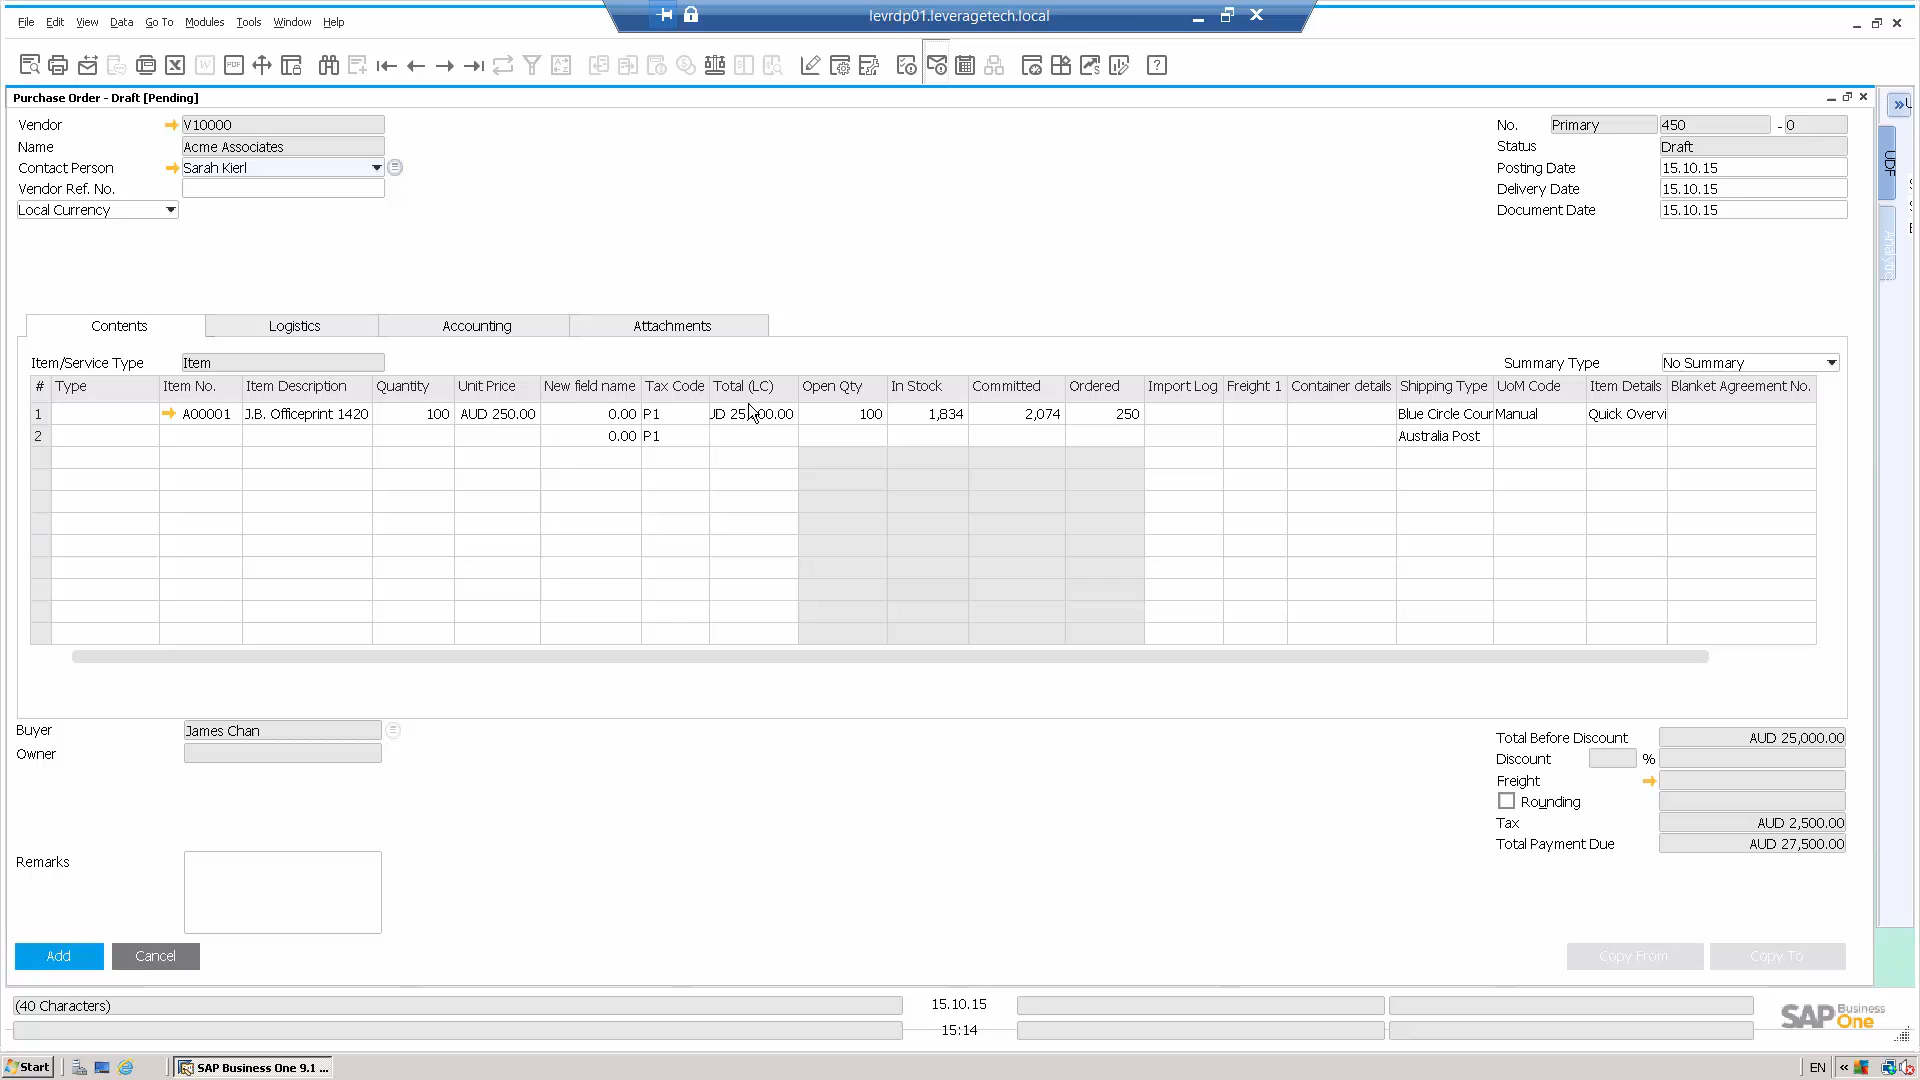 File Edit View Data Go To Modules Tools Window Help
levrdp01.leveragetech.local
Purchase Order - Draft [Pending]
Vendor V10000
Name Acme Associates
Contact Person Sarah Kierl
Vendor Ref. No.
Local Currency
No. Primary 450 - 0
Status Draft
Posting Date 15.10.15
Delivery Date 15.10.15
Document Date 15.10.15
UDF
Analytic
Contents Logistics Accounting Attachments
Item/Service Type Item
Summary Type No Summary
# Type Item No. Item Description Quantity Unit Price New field name Tax Code Total (LC) Open Qty In Stock Committed Ordered Import Log Freight 1 Container details Shipping Type UoM Code Item Details Blanket Agreement No.
1 A00001 J.B. Officeprint 1420 100 AUD 250.00 0.00 P1 100 1,834 2,074 250 Blue Circle Cour Manual Quick Overvi
2 0.00 P1 Australia Post
Buyer James Chan
Owner
Remarks
Total Before Discount AUD 25,000.00
Discount %
Freight
Rounding
Tax AUD 2,500.00
Total Payment Due AUD 27,500.00
Add Cancel
Copy From Copy To
(40 Characters)
15.10.15
15:14
SAP Business One
Start
SAP Business One 9.1 ...
EN